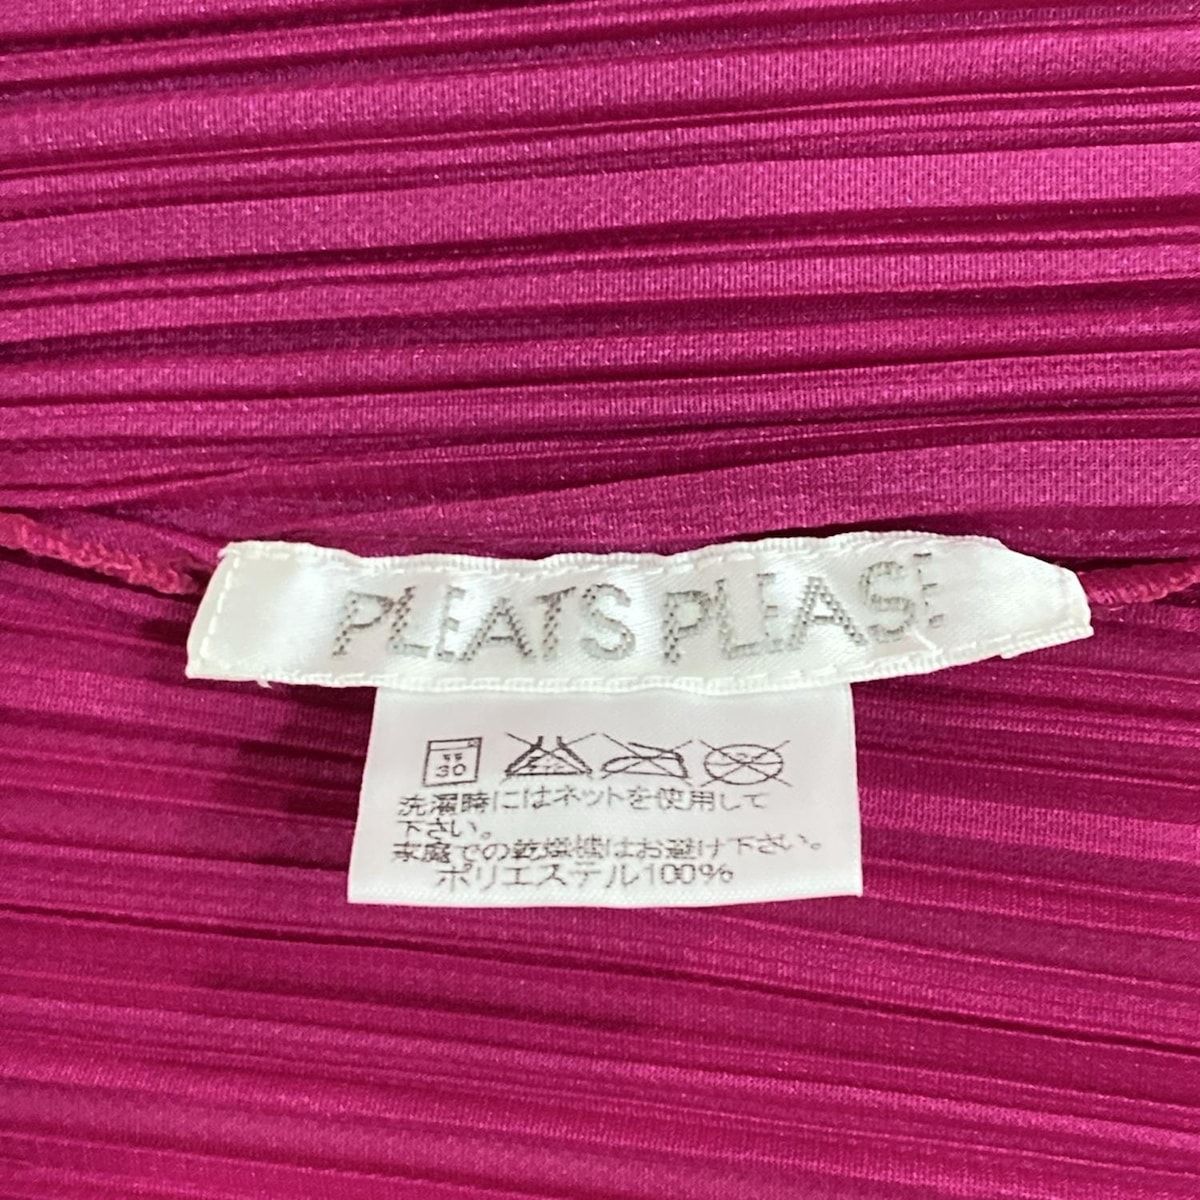 PLEATS PLEASE
30
洗濯時にはネットを使用して
下さい。
家庭での乾燥機はお避け下さい。
ポリエステル100%